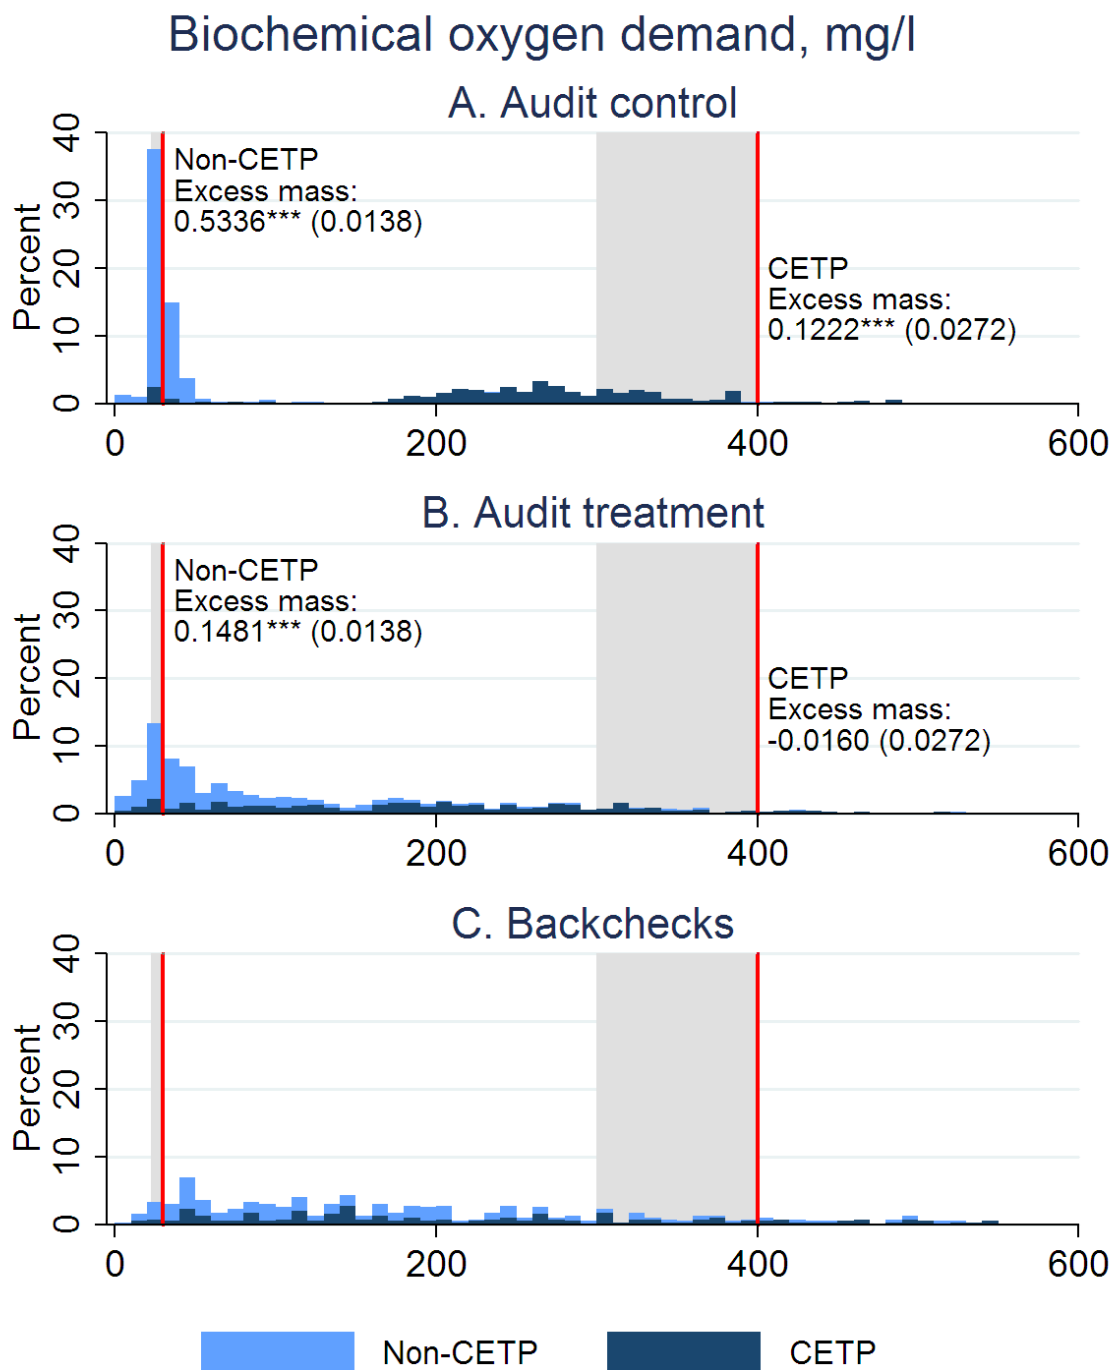 Biochemical oxygen demand, mg/l
A. Audit control
Percent
40
30
20
10
0
Non-CETP
Excess mass:
0.5336*** (0.0138)
CETP
Excess mass:
0.1222*** (0.0272)
0 200 400 600
B. Audit treatment
Percent
40
30
20
10
0
Non-CETP
Excess mass:
0.1481*** (0.0138)
CETP
Excess mass:
-0.0160 (0.0272)
0 200 400 600
C. Backchecks
Percent
40
30
20
10
0
0 200 400 600
Non-CETP CETP